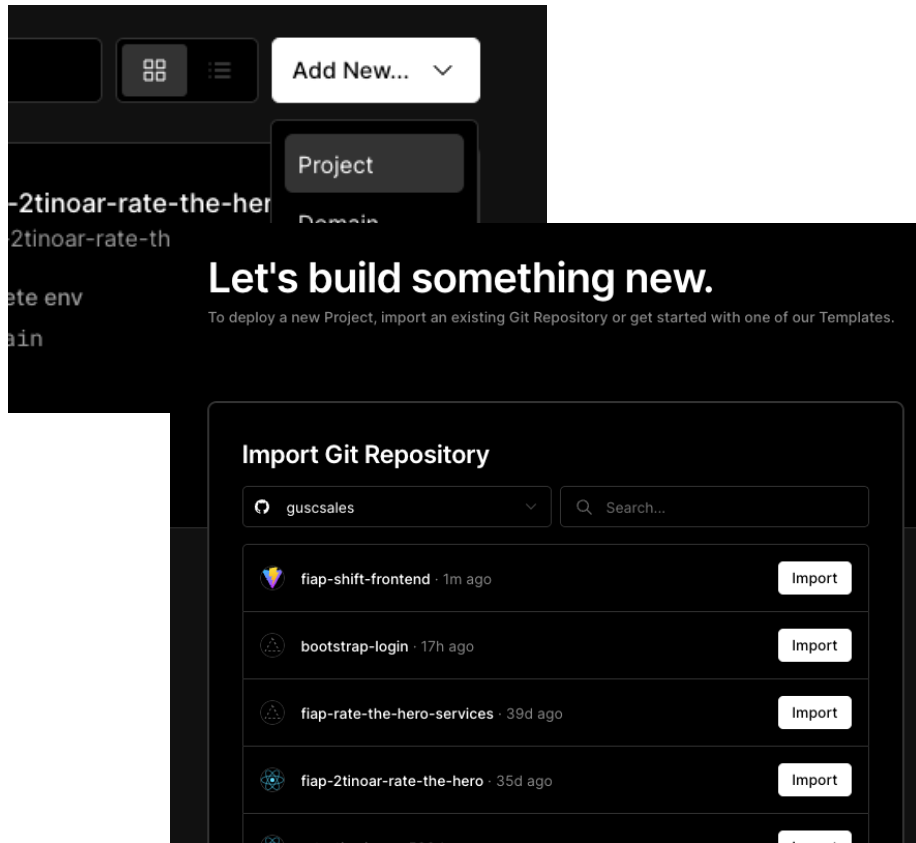 Add New...
Project
Domain
-2tinoar-rate-the-her
-2tinoar-rate-th
ete env
ain
Let's build something new.
To deploy a new Project, import an existing Git Repository or get started with one of our Templates.
Import Git Repository
guscsales
Search...
fiap-shift-frontend · 1m ago
Import
bootstrap-login · 17h ago
Import
fiap-rate-the-hero-services · 39d ago
Import
fiap-2tinoar-rate-the-hero · 35d ago
Import